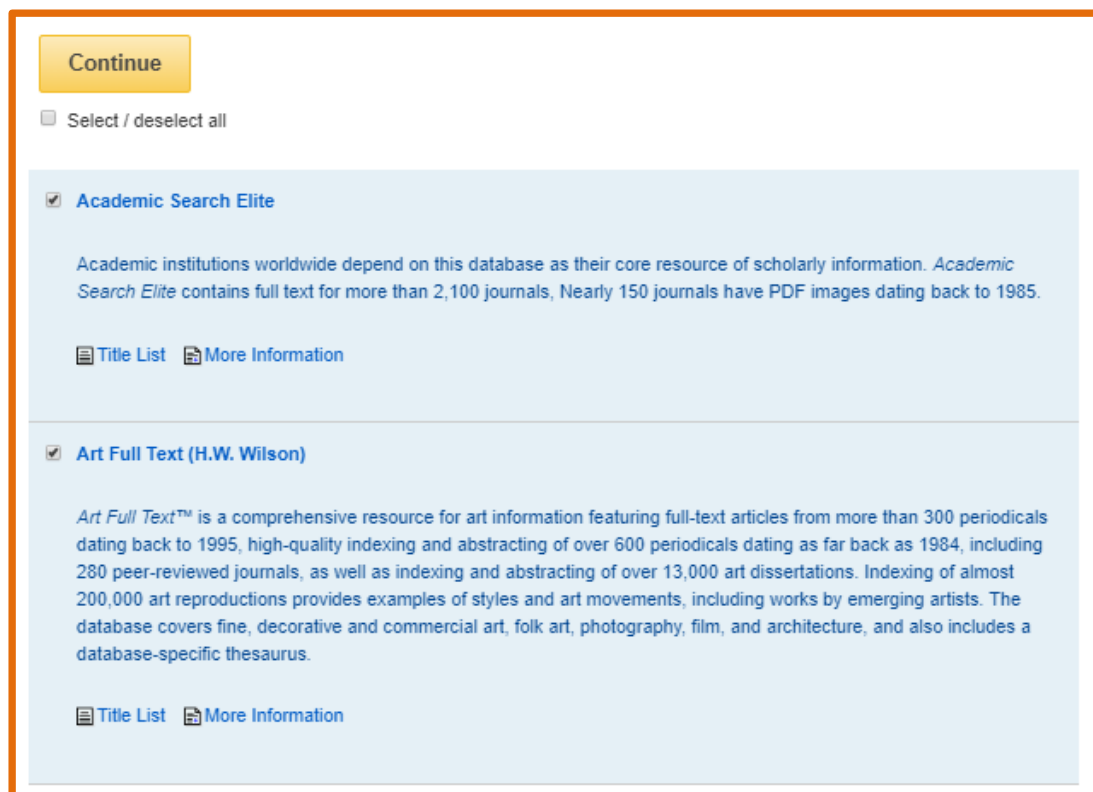 Continue
Select / deselect all
Academic Search Elite
Academic institutions worldwide depend on this database as their core resource of scholarly information. Academic
Search Elite contains full text for more than 2,100 journals, Nearly 150 journals have PDF images dating back to 1985.
Title List More Information
Art Full Text (H.W. Wilson)
Art Full Text™ is a comprehensive resource for art information featuring full-text articles from more than 300 periodicals
dating back to 1995, high-quality indexing and abstracting of over 600 periodicals dating as far back as 1984, including
280 peer-reviewed journals, as well as indexing and abstracting of over 13,000 art dissertations. Indexing of almost
200,000 art reproductions provides examples of styles and art movements, including works by emerging artists. The
database covers fine, decorative and commercial art, folk art, photography, film, and architecture, and also includes a
database-specific thesaurus.
Title List More Information